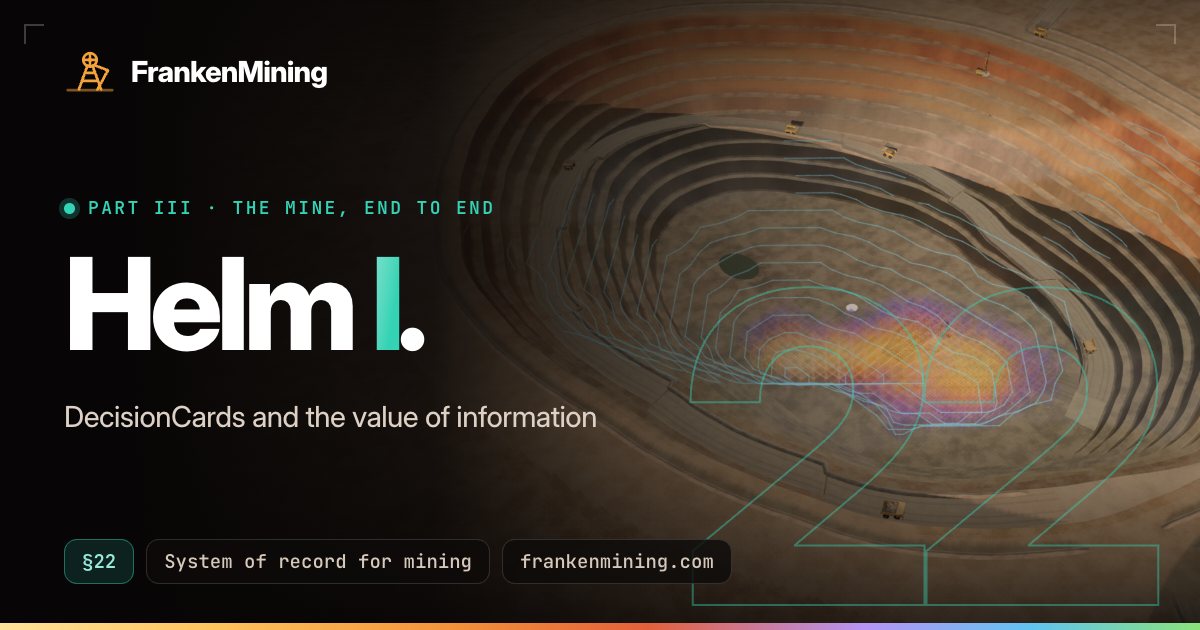 FrankenMining
PART III · THE MINE, END TO END
Helm I.
DecisionCards and the value of information
§22
System of record for mining
frankenmining.com
22